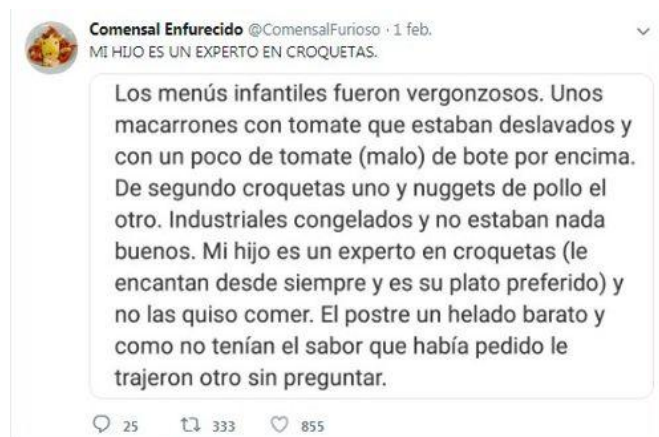 Comensal Enfurecido @ComensalFurioso · 1 feb.
MI HIJO ES UN EXPERTO EN CROQUETAS.
Los menús infantiles fueron vergonzosos. Unos
macarrones con tomate que estaban deslavados y
con un poco de tomate (malo) de bote por encima.
De segundo croquetas uno y nuggets de pollo el
otro. Industriales congelados y no estaban nada
buenos. Mi hijo es un experto en croquetas (le
encantan desde siempre y es su plato preferido) y
no las quiso comer. El postre un helado barato y
como no tenían el sabor que había pedido le
trajeron otro sin preguntar.
25 333 855